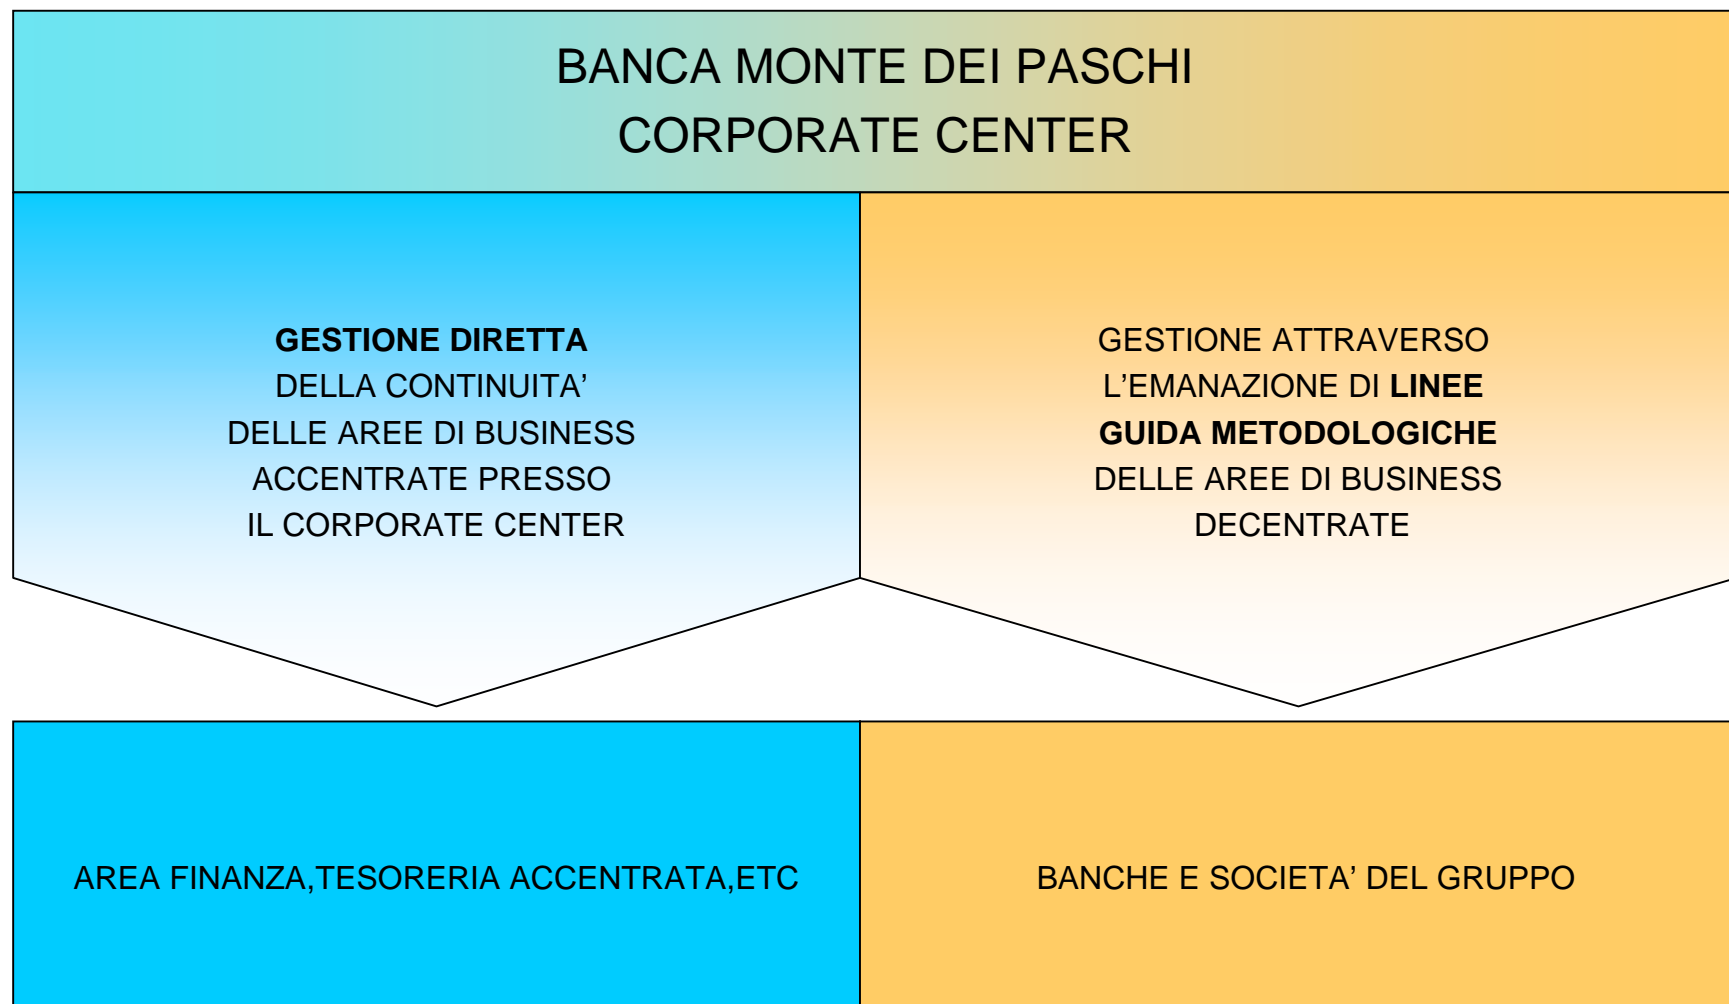 BANCA MONTE DEI PASCHI
CORPORATE CENTER
GESTIONE DIRETTA
DELLA CONTINUITA’
DELLE AREE DI BUSINESS
ACCENTRATE PRESSO
IL CORPORATE CENTER
GESTIONE ATTRAVERSO
L’EMANAZIONE DI LINEE
GUIDA METODOLOGICHE
DELLE AREE DI BUSINESS
DECENTRATE
AREA FINANZA,TESORERIA ACCENTRATA,ETC
BANCHE E SOCIETA’ DEL GRUPPO